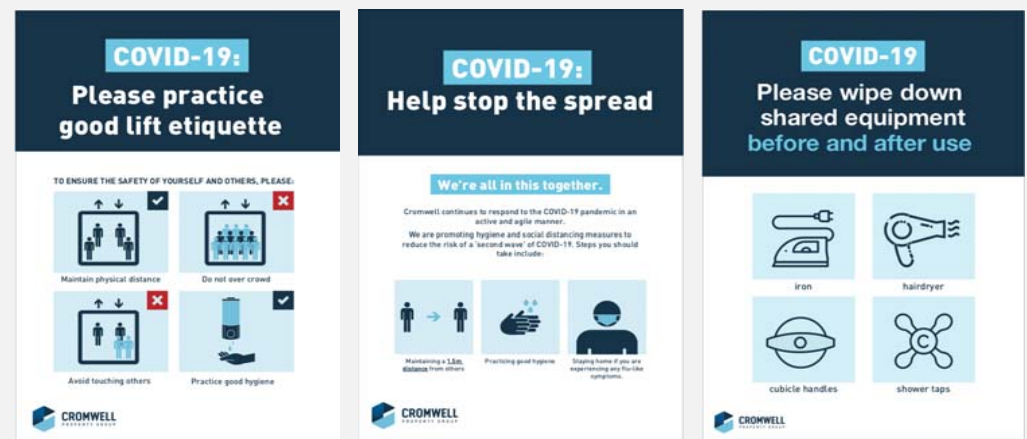 COVID-19:
Please practice
good lift etiquette
TO ENSURE THE SAFETY OF YOURSELF AND OTHERS, PLEASE:
Maintain physical distance
Do not over crowd
Avoid touching others
Practice good hygiene
CROMWELL
PROPERTY GROUP
COVID-19:
Help stop the spread
We're all in this together.
Cromwell continues to respond to the COVID-19 pandemic in an
active and agile manner.
We are promoting hygiene and social distancing measures to
reduce the risk of a 'second wave' of COVID-19. Steps you should
take include:
Maintaining a 1.5m
distance from others
Practicing good hygiene
Staying home if you are
experiencing any flu-like
symptoms.
CROMWELL
PROPERTY GROUP
COVID-19
Please wipe down
shared equipment
before and after use
iron
hairdryer
cubicle handles
C
shower taps
CROMWELL
PROPERTY GROUP